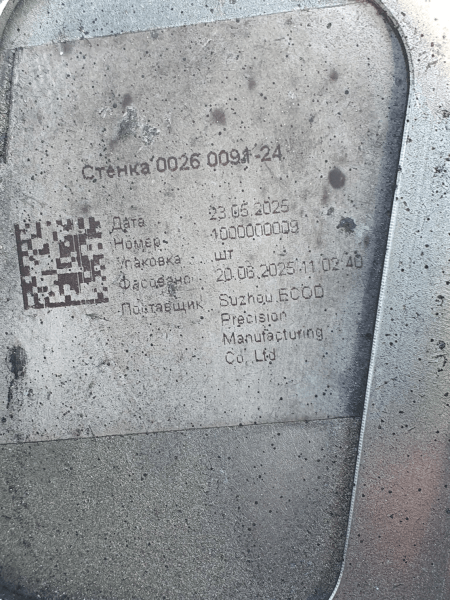 Стенка 0026 0091-24
Дата 23.05.2025
Номер 1000000009
Упаковка шт
Фасовано 20.06.2025 11:02:40
Поставщик Suzhou ECOD
Precision
Manufacturing
Co, Ltd